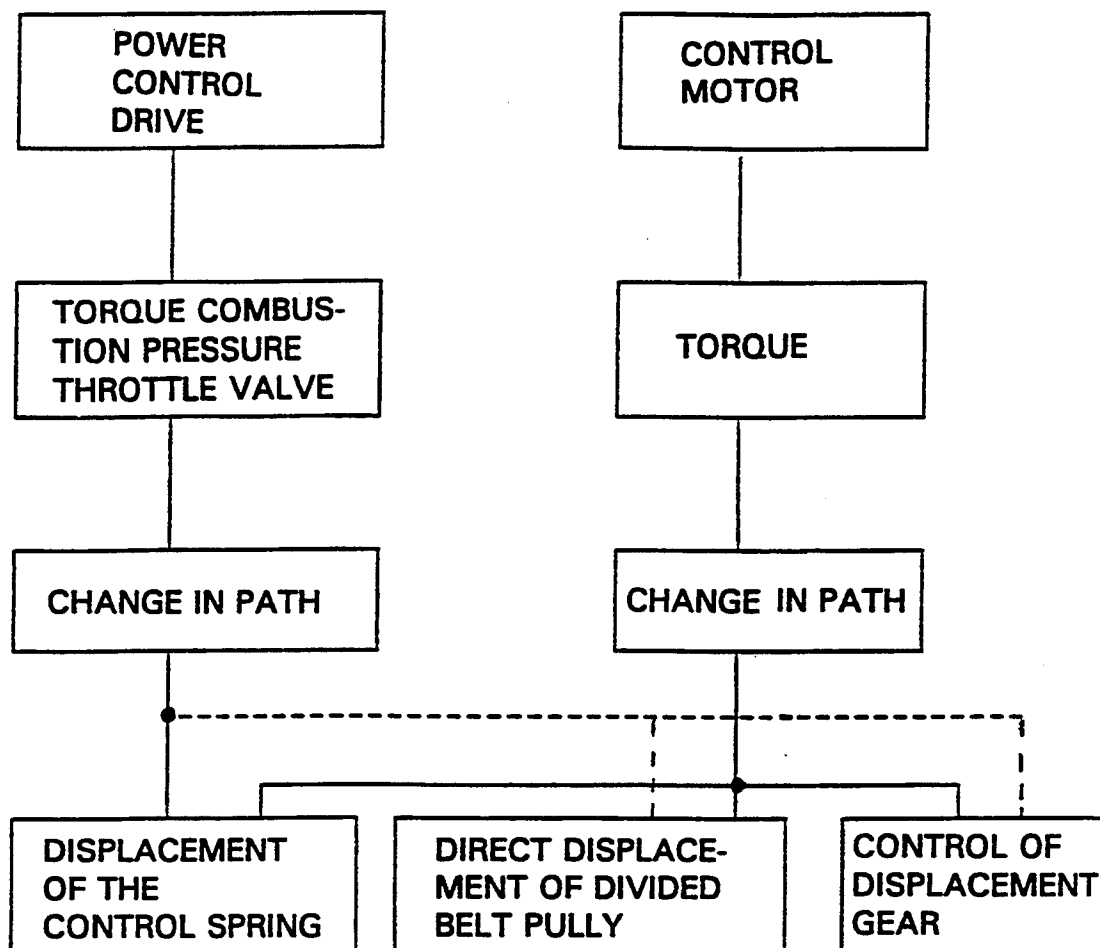 POWER
CONTROL
DRIVE
CONTROL
MOTOR
TORQUE COMBUS-
TION PRESSURE
THROTTLE VALVE
TORQUE
CHANGE IN PATH
CHANGE IN PATH
DISPLACEMENT
OF THE
CONTROL SPRING
DIRECT DISPLACE-
MENT OF DIVIDED
BELT PULLY
CONTROL OF
DISPLACEMENT
GEAR